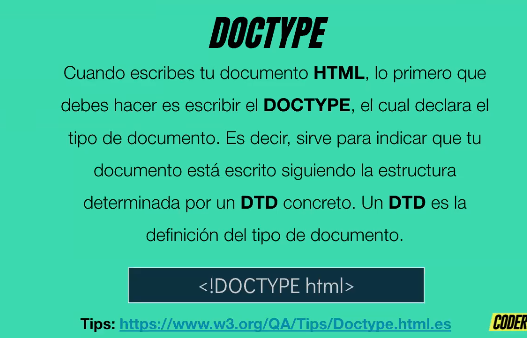 DOCTYPE
Cuando escribes tu documento HTML, lo primero que
debes hacer es escribir el DOCTYPE, el cual declara el
tipo de documento. Es decir, sirve para indicar que tu
documento está escrito siguiendo la estructura
determinada por un DTD concreto. Un DTD es la
definición del tipo de documento.
<!DOCTYPE html>
Tips: https://www.w3.org/QA/Tips/Doctype.html.es
CODER